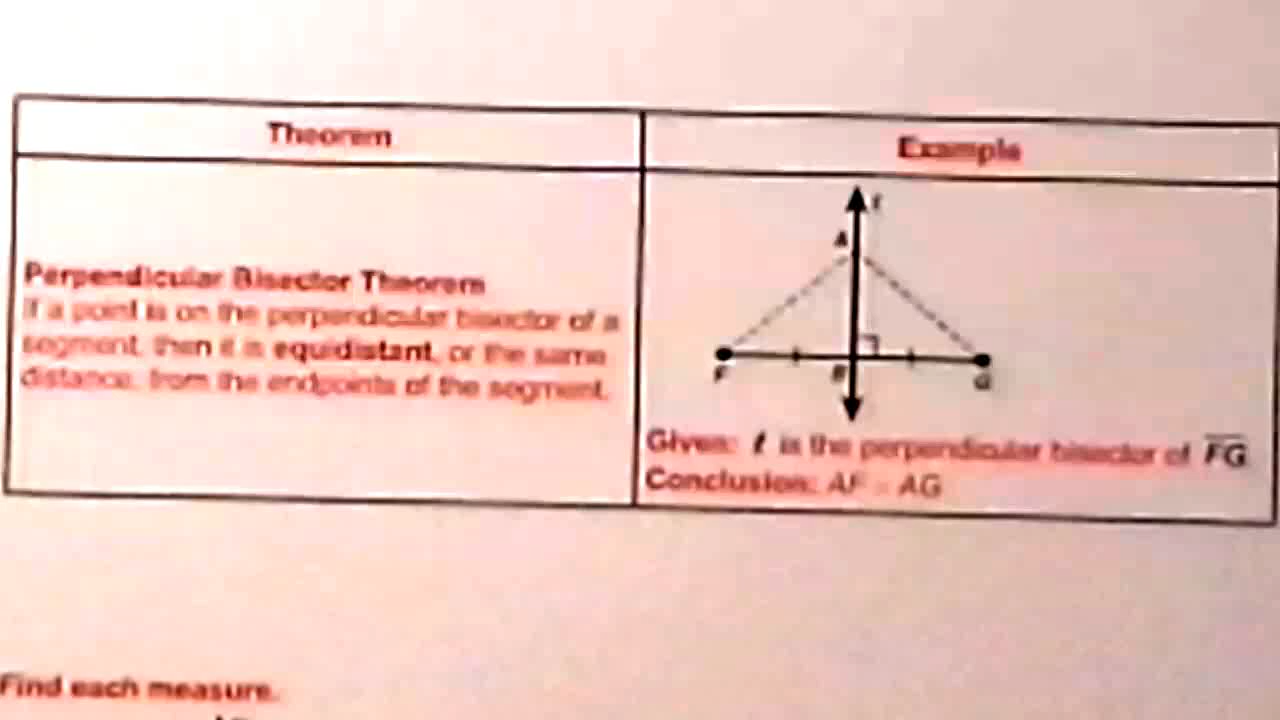 Theorem
Example
Perpendicular Bisector Theorem
If a point is on the perpendicular bisector of a
segment, then it is equidistant, or the same
distance, from the endpoints of the segment.
ℓ
A
F
G
Given: ℓ is the perpendicular bisector of FG
Conclusion: AF = AG
Find each measure.